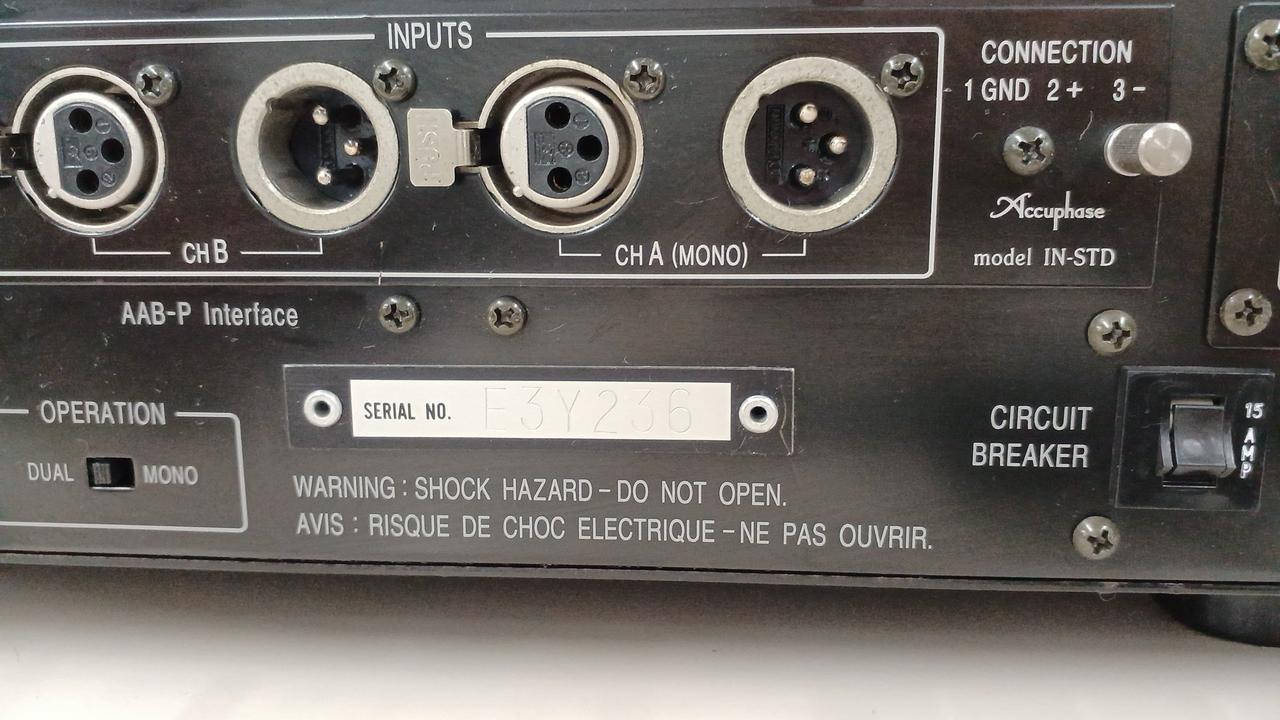 INPUTS
CONNECTION
1 GND 2 + 3 -
PUSH
Accuphase
CH B
CH A (MONO)
model IN-STD
AAB-P Interface
SERIAL NO. E3Y236
OPERATION
DUAL MONO
CIRCUIT
BREAKER
15
AMP
WARNING : SHOCK HAZARD – DO NOT OPEN.
AVIS : RISQUE DE CHOC ELECTRIQUE – NE PAS OUVRIR.